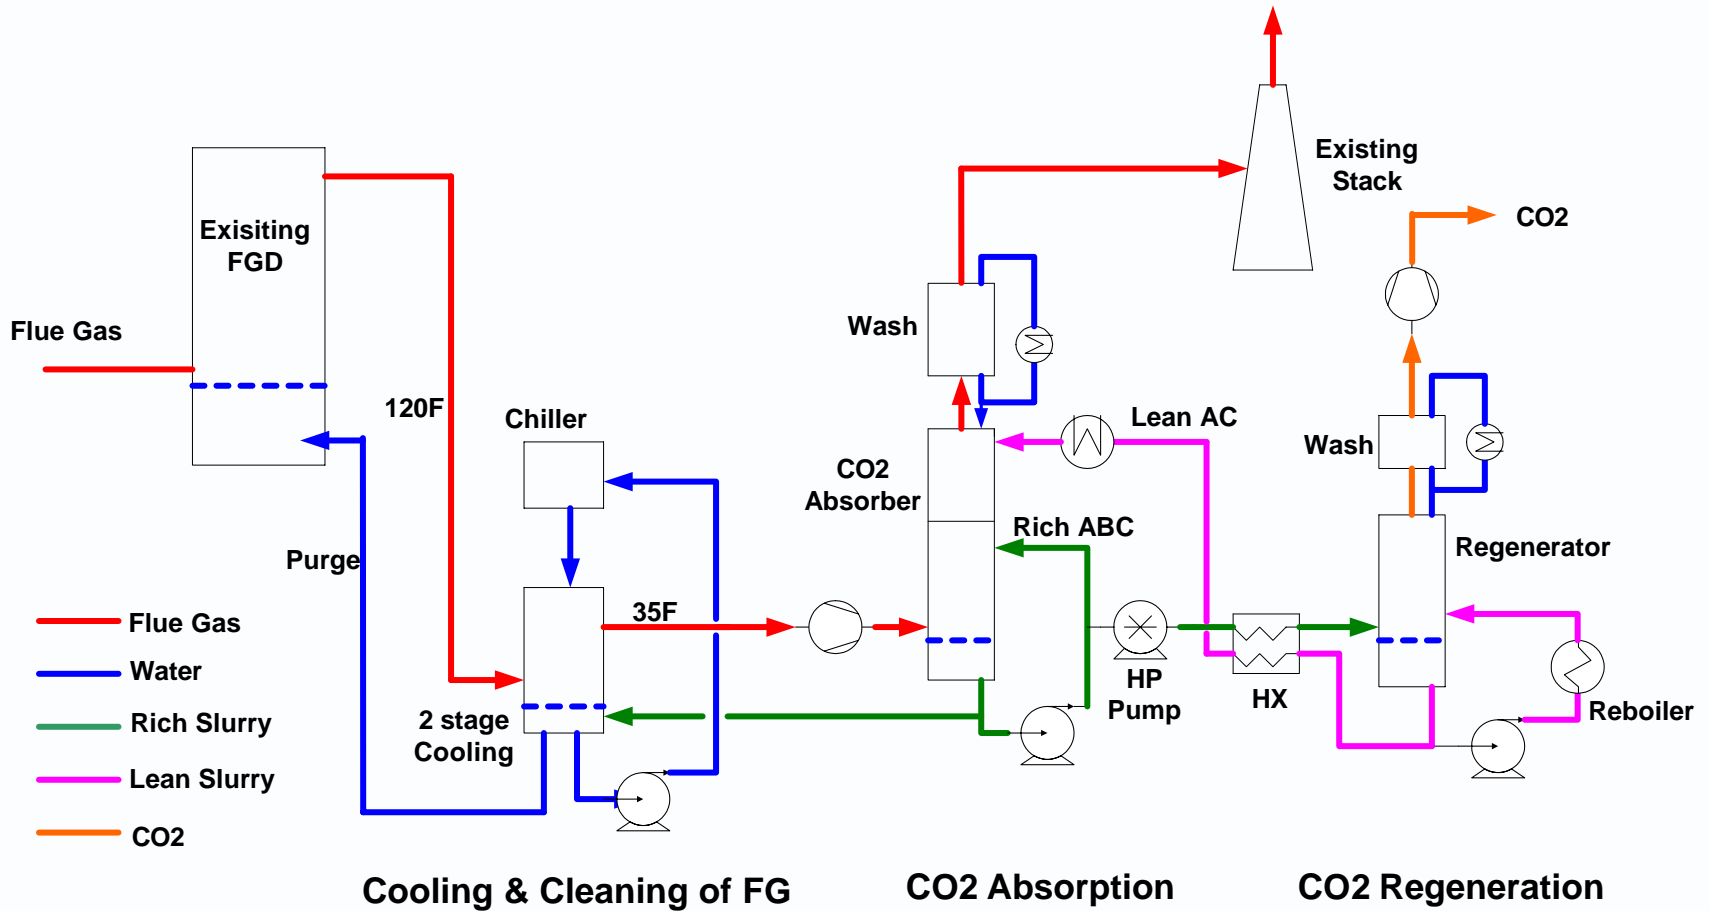 Existing
Stack
CO2
Exisiting
FGD
Flue Gas
Wash
120F
Chiller
Lean AC
Wash
CO2
Absorber
Rich ABC
Purge
Regenerator
35F
Flue Gas
Water
HP
Pump
HX
2 stage
Cooling
Reboiler
Rich Slurry
Lean Slurry
CO2
Cooling & Cleaning of FG
CO2 Absorption
CO2 Regeneration